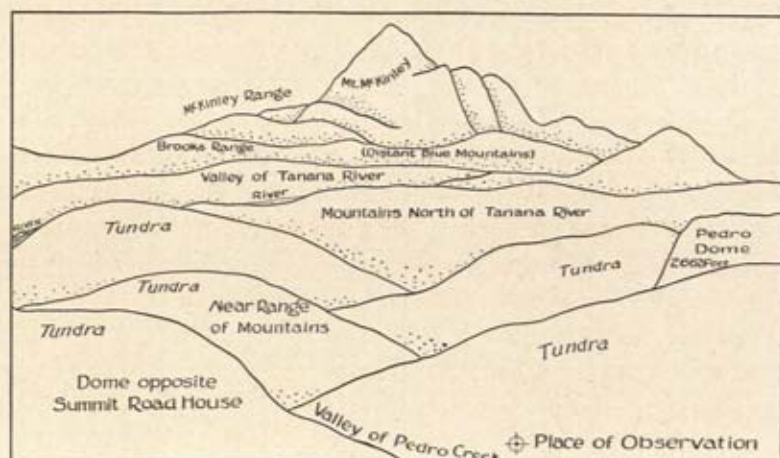 Mt. McKinley
McKinley Range
Brooks Range
(Distant Blue Mountains)
Valley of Tanana River
River
Mountains North of Tanana River
Tundra
Pedro
Dome
2662 Feet
Tundra
Tundra
Near Range
of Mountains
Tundra
Tundra
Dome opposite
Summit Road House
Valley of Pedro Creek
Place of Observation